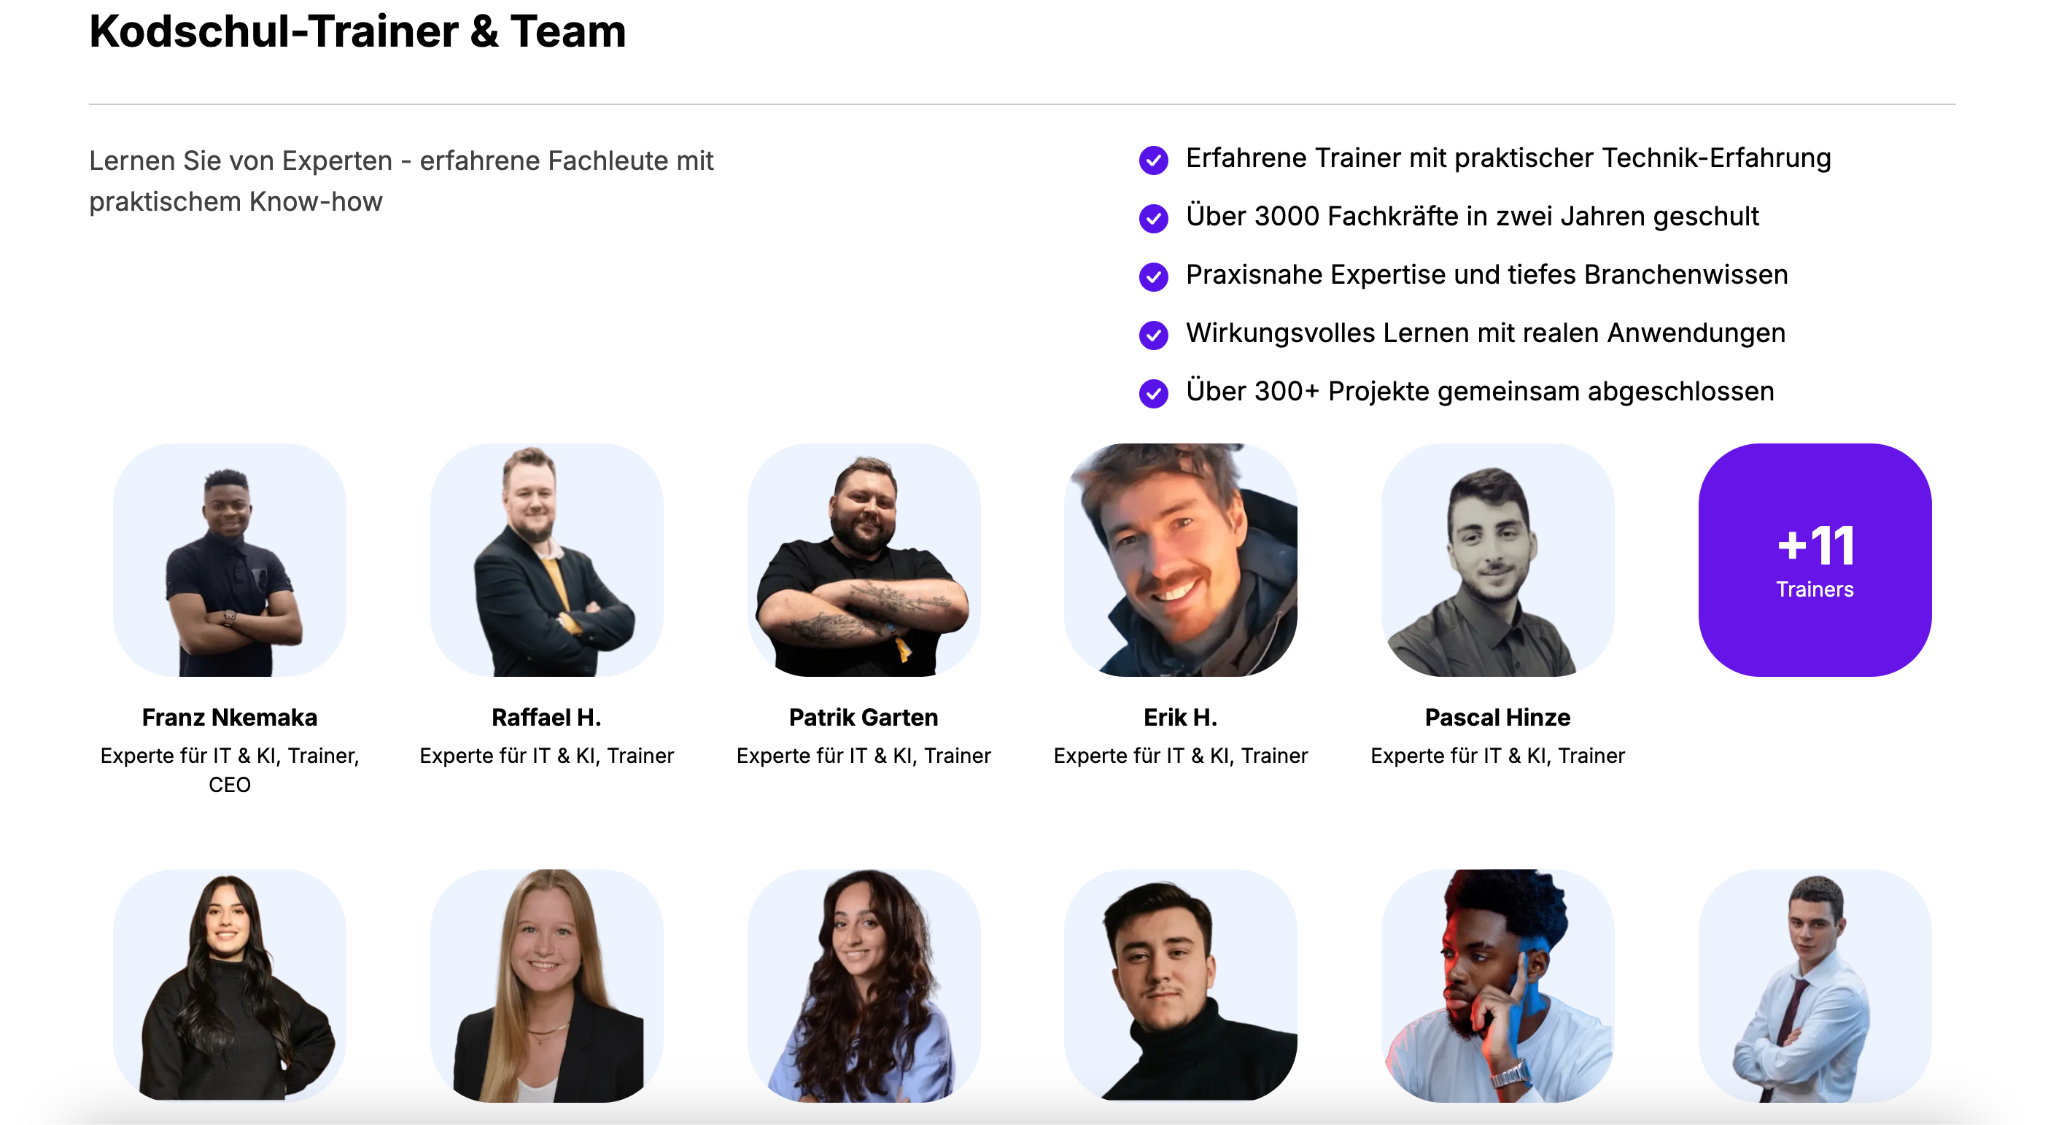 Kodschul-Trainer & Team
Lernen Sie von Experten - erfahrene Fachleute mit
praktischem Know-how
Erfahrene Trainer mit praktischer Technik-Erfahrung
Über 3000 Fachkräfte in zwei Jahren geschult
Praxisnahe Expertise und tiefes Branchenwissen
Wirkungsvolles Lernen mit realen Anwendungen
Über 300+ Projekte gemeinsam abgeschlossen
+11
Trainers
Franz Nkemaka
Experte für IT & KI, Trainer,
CEO
Raffael H.
Experte für IT & KI, Trainer
Patrik Garten
Experte für IT & KI, Trainer
Erik H.
Experte für IT & KI, Trainer
Pascal Hinze
Experte für IT & KI, Trainer